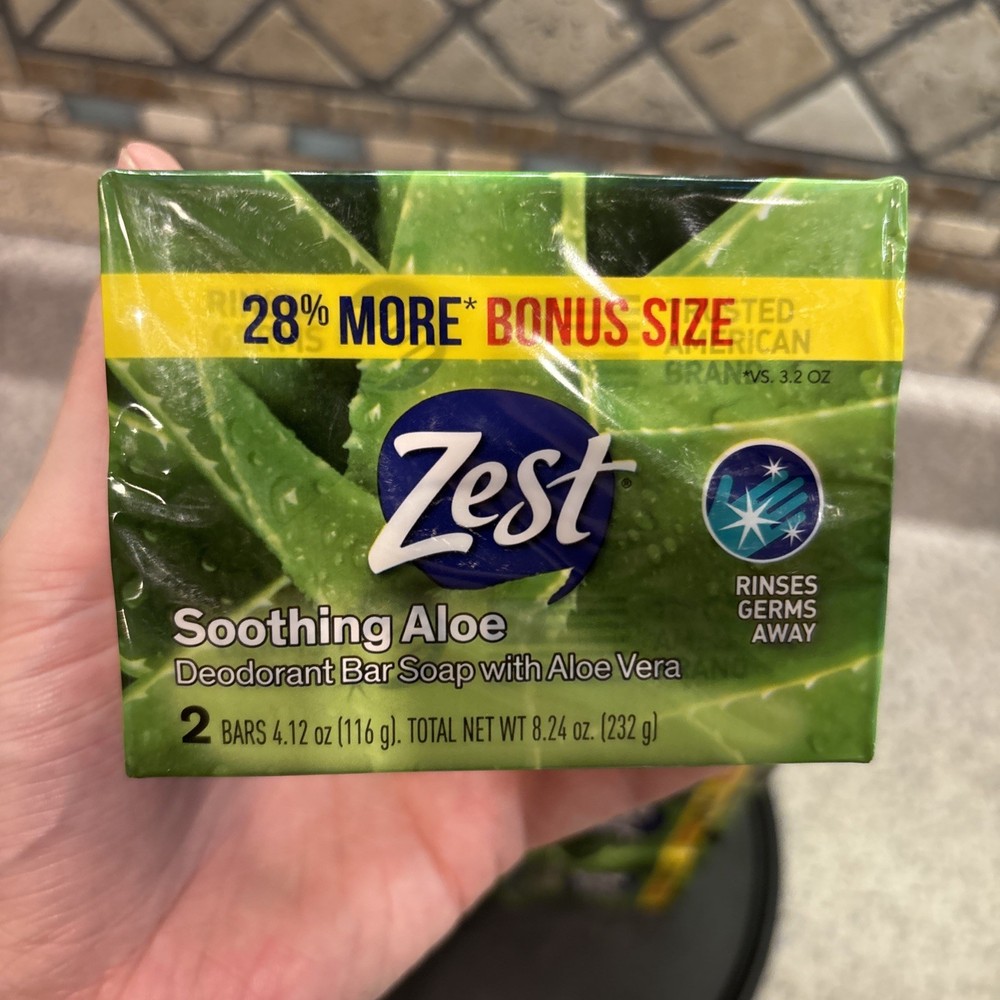 28% MORE* BONUS SIZE
*VS. 3.2 OZ
Zest®
RINSES
GERMS
AWAY
Soothing Aloe
Deodorant Bar Soap with Aloe Vera
2 BARS 4.12 oz (116 g). TOTAL NET WT 8.24 oz. (232 g)